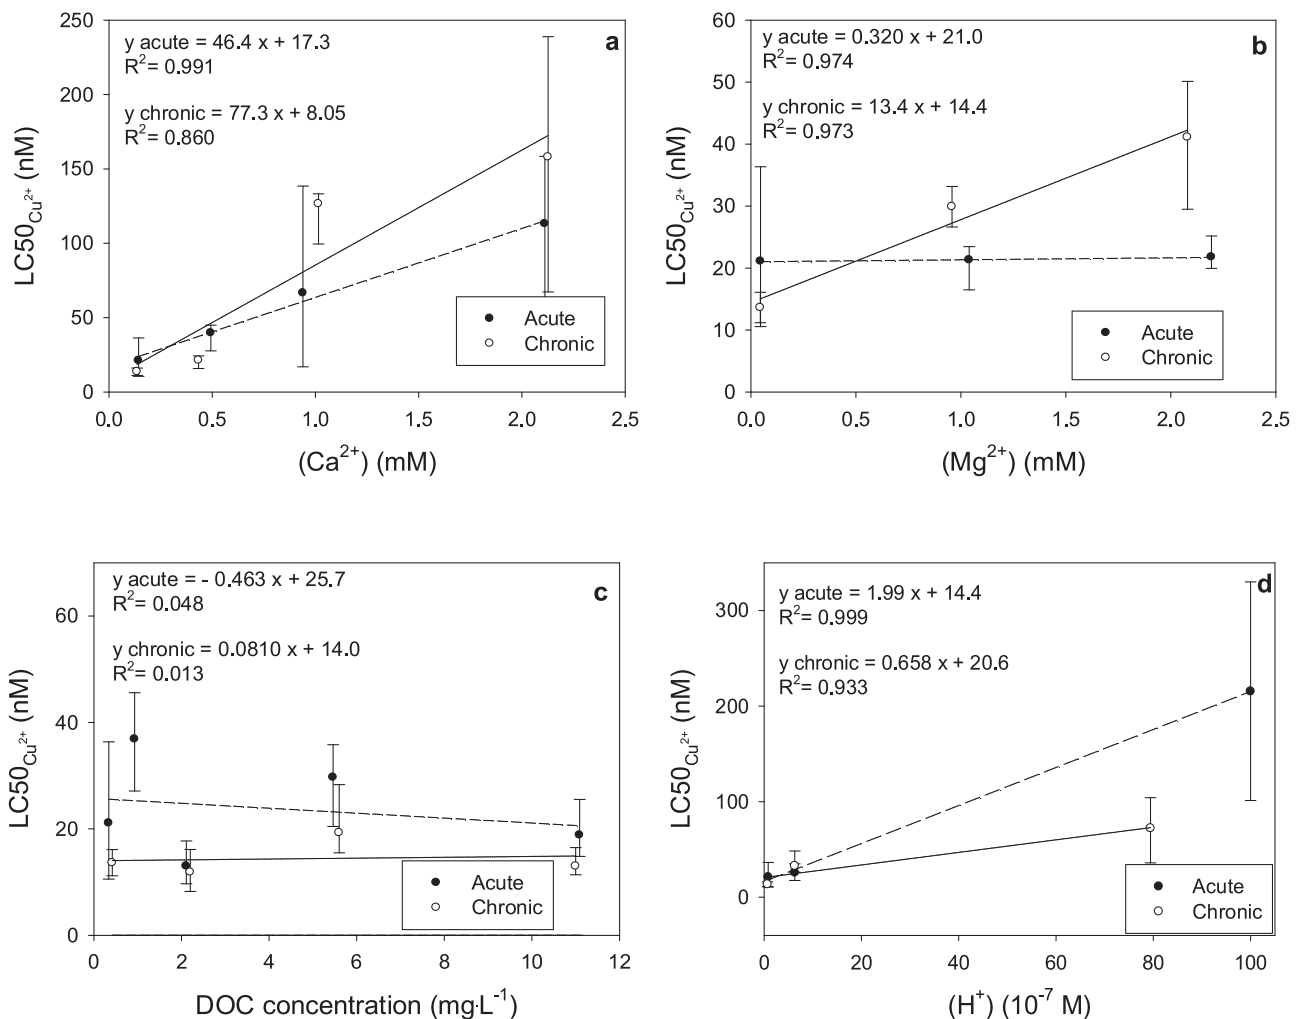 a
y acute = 46.4 x + 17.3
R²= 0.991
y chronic = 77.3 x + 8.05
R²= 0.860
LC50Cu²⁺ (nM)
250
200
150
100
50
0
0.0 0.5 1.0 1.5 2.0 2.5
(Ca²⁺) (mM)
Acute
Chronic
b
y acute = 0.320 x + 21.0
R²= 0.974
y chronic = 13.4 x + 14.4
R²= 0.973
LC50Cu²⁺ (nM)
60
50
40
30
20
10
0
0.0 0.5 1.0 1.5 2.0 2.5
(Mg²⁺) (mM)
Acute
Chronic
c
y acute = - 0.463 x + 25.7
R²= 0.048
y chronic = 0.0810 x + 14.0
R²= 0.013
LC50Cu²⁺ (nM)
60
40
20
0
0 2 4 6 8 10 12
DOC concentration (mg·L⁻¹)
Acute
Chronic
d
y acute = 1.99 x + 14.4
R²= 0.999
y chronic = 0.658 x + 20.6
R²= 0.933
LC50Cu²⁺ (nM)
300
200
100
0
0 20 40 60 80 100
(H⁺) (10⁻⁷ M)
Acute
Chronic